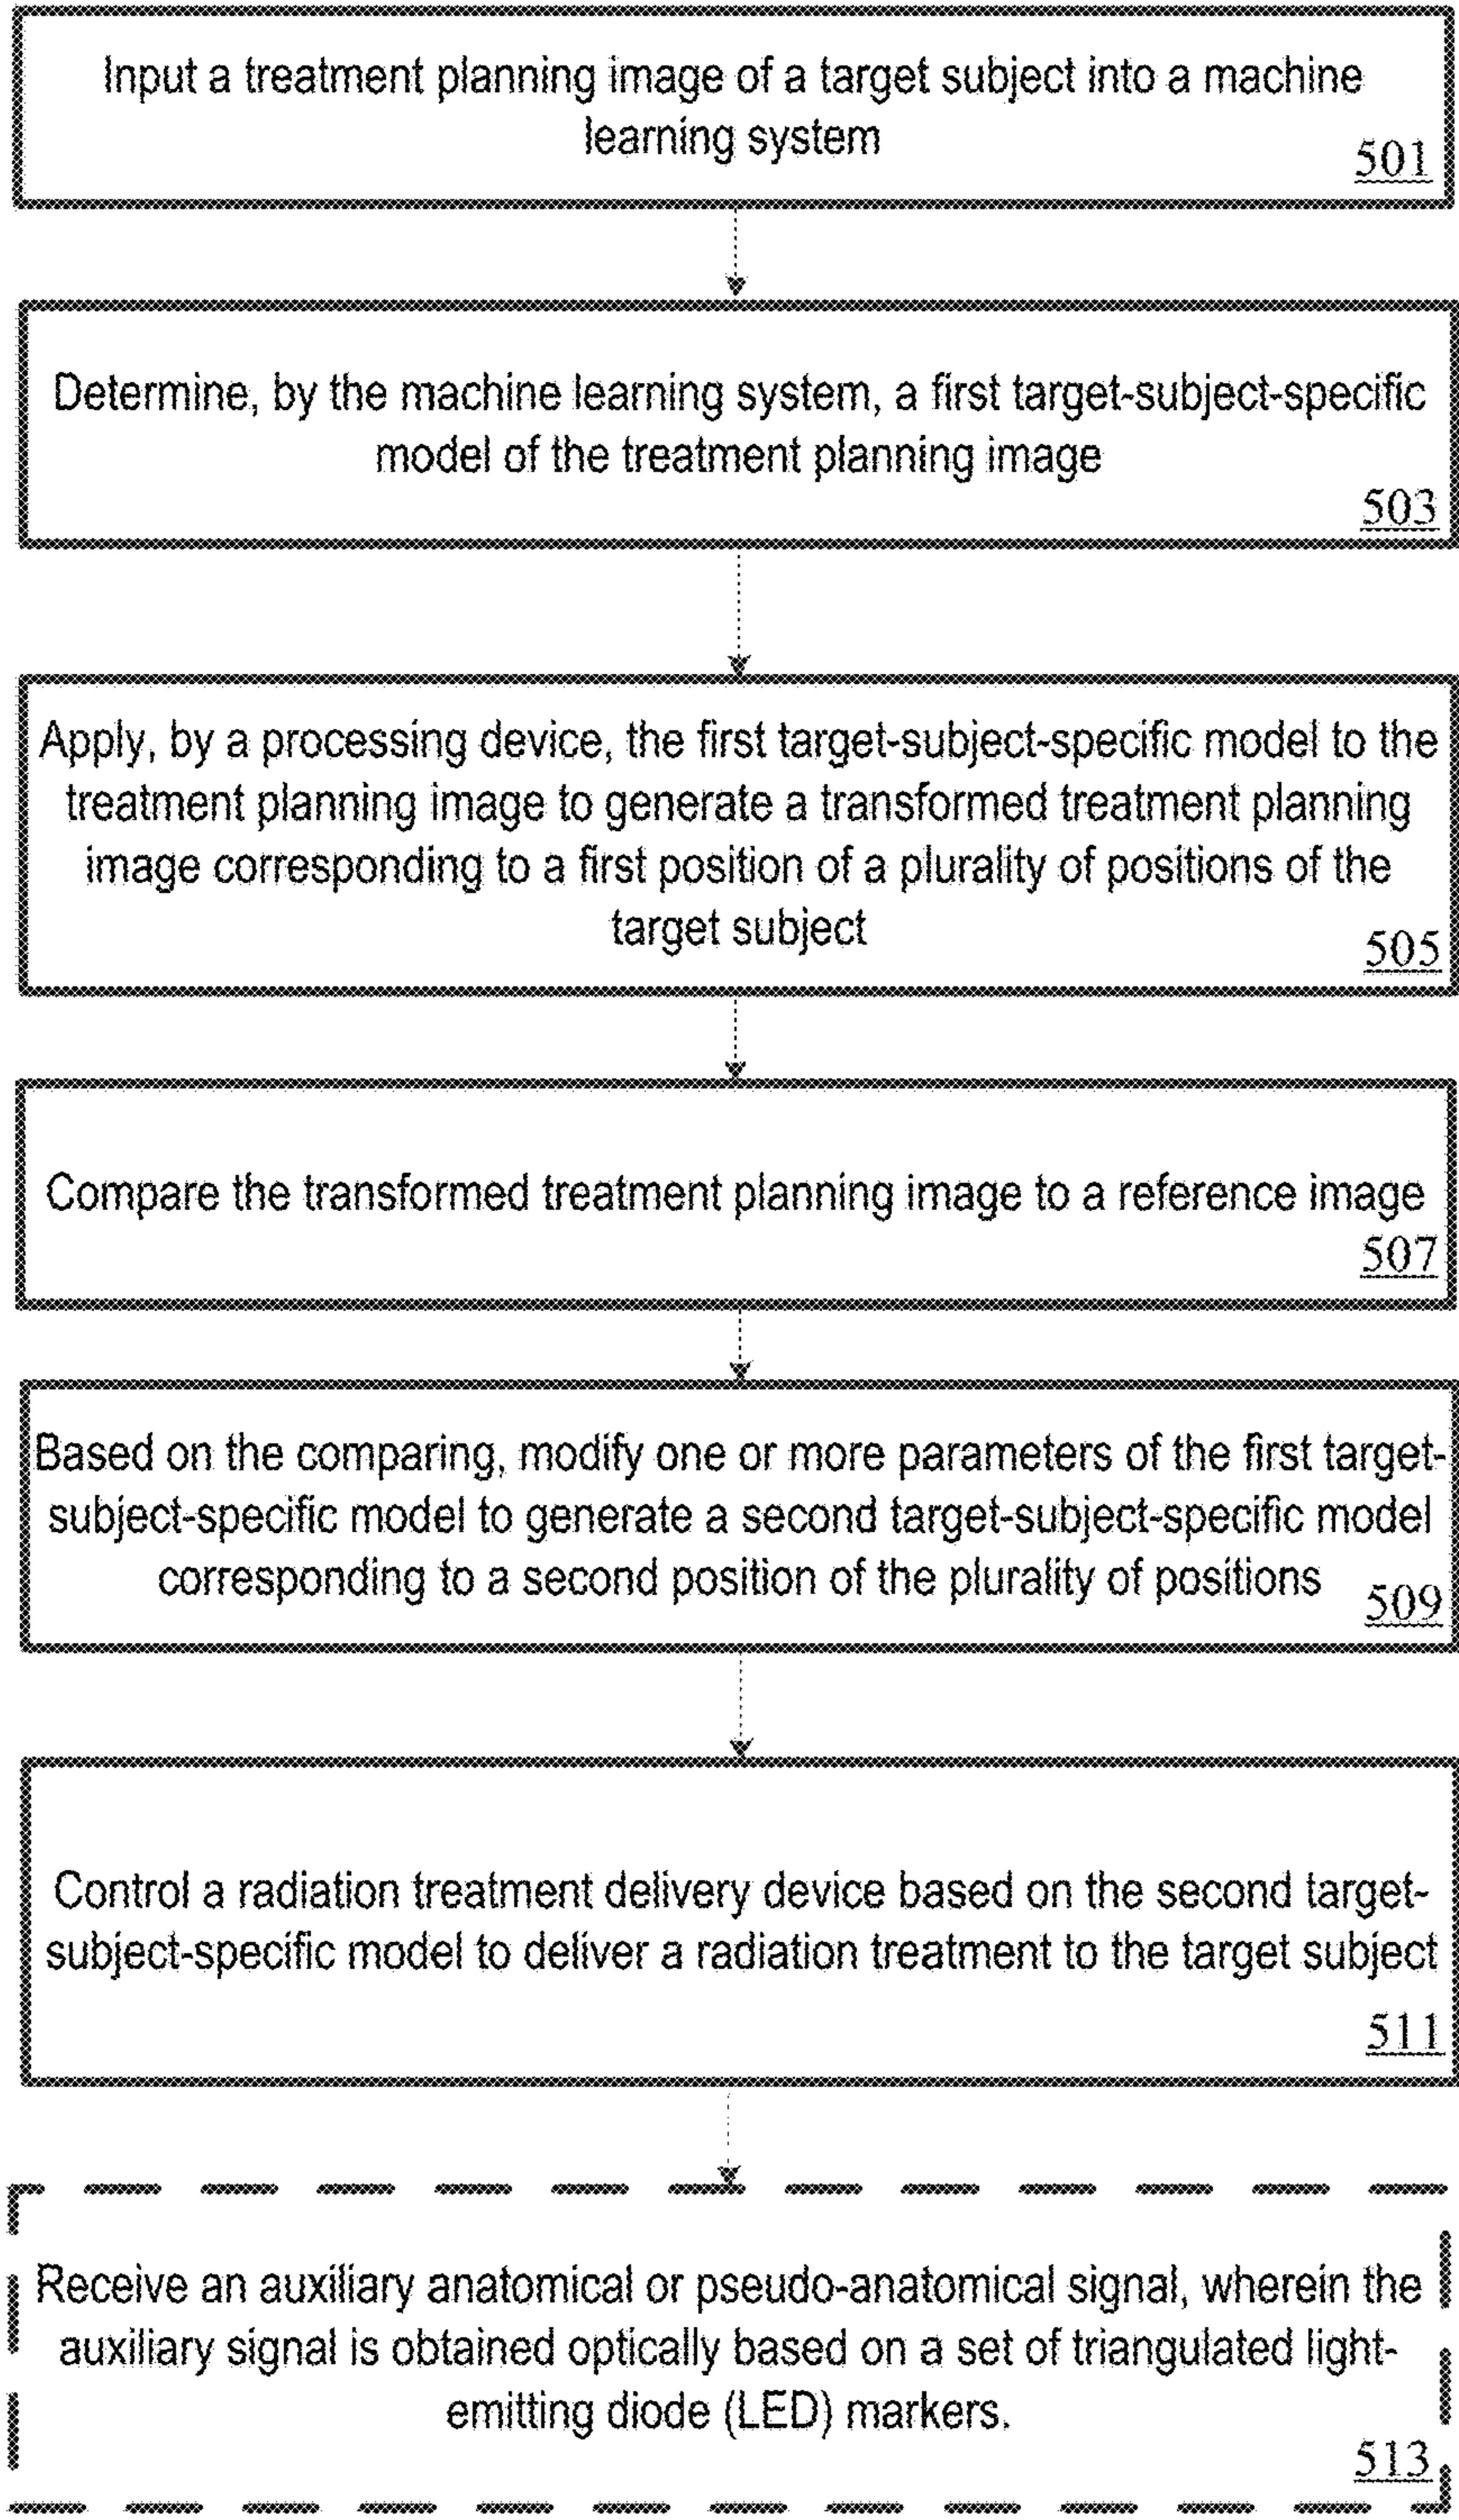 Input a treatment planning image of a target subject into a machine
learning system
501
Determine, by the machine learning system, a first target-subject-specific
model of the treatment planning image
503
Apply, by a processing device, the first target-subject-specific model to the
treatment planning image to generate a transformed treatment planning
image corresponding to a first position of a plurality of positions of the
target subject
505
Compare the transformed treatment planning image to a reference image
507
Based on the comparing, modify one or more parameters of the first target-
subject-specific model to generate a second target-subject-specific model
corresponding to a second position of the plurality of positions
509
Control a radiation treatment delivery device based on the second target-
subject-specific model to deliver a radiation treatment to the target subject
511
Receive an auxiliary anatomical or pseudo-anatomical signal, wherein the
auxiliary signal is obtained optically based on a set of triangulated light-
emitting diode (LED) markers.
513